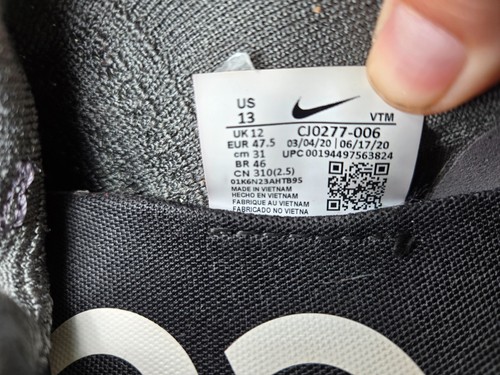 US
13
VTM
UK 12
CJ0277-006
EUR 47.5
03/04/20 06/17/20
cm 31
UPC 00194497563824
BR 46
CN 310(2.5)
01K6N23AHTB95
MADE IN VIETNAM
HECHO EN VIETNAM
FABRIQUE AU VIETNAM
FABRICADO NO VIETNA